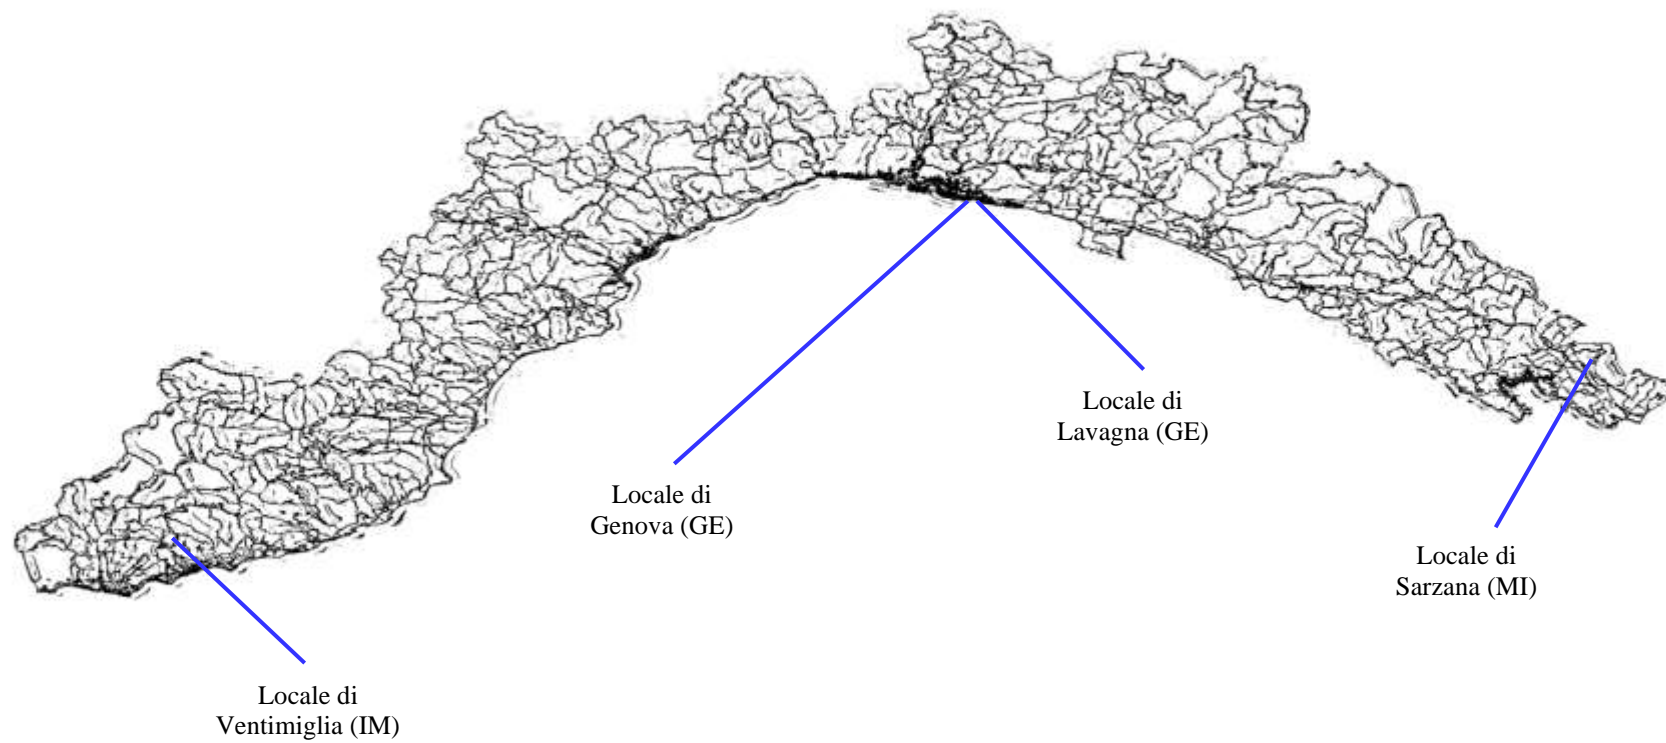 Locale di
Lavagna (GE)
Locale di
Genova (GE)
Locale di
Sarzana (MI)
Locale di
Ventimiglia (IM)